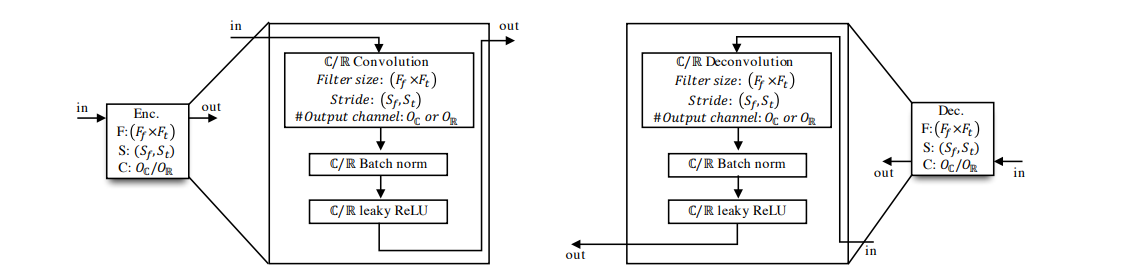 in
out
Enc.
F:(F_f×F_t)
S: (S_f,S_t)
C: O_ℂ/O_ℝ
in
out
ℂ/ℝ Convolution
Filter size: (F_f ×F_t)
Stride: (S_f,S_t)
#Output channel: O_ℂ or O_ℝ
ℂ/ℝ Batch norm
ℂ/ℝ leaky ReLU
ℂ/ℝ Deconvolution
Filter size: (F_f ×F_t)
Stride: (S_f,S_t)
#Output channel: O_ℂ or O_ℝ
ℂ/ℝ Batch norm
ℂ/ℝ leaky ReLU
out
in
Dec.
F:(F_f×F_t)
S: (S_f,S_t)
C: O_ℂ/O_ℝ
out
in